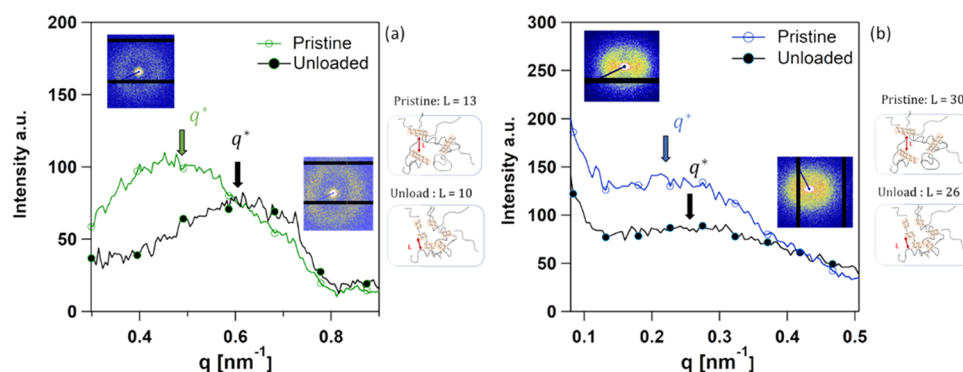 200
150
100
50
0
Intensity a.u.
Pristine
Unloaded
(a)
q*
q*
0.4
0.6
0.8
q [nm⁻¹]
Pristine: L = 13
L
Unload : L = 10
L
300
250
200
150
100
50
0
Intensity a.u.
Pristine
Unloaded
(b)
q*
q*
0.1
0.2
0.3
0.4
0.5
q [nm⁻¹]
Pristine: L = 30
L
Unload : L = 26
L